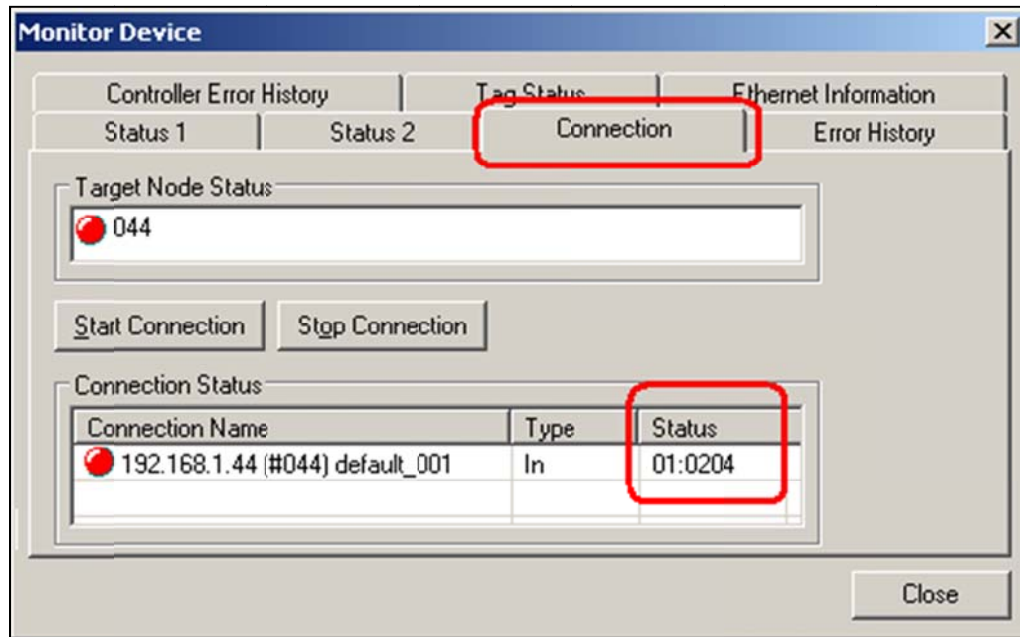 Monitor Device
Controller Error History Tag Status Ethernet Information
Status 1 Status 2 Connection Error History
Target Node Status
044
Start Connection Stop Connection
Connection Status
Connection Name Type Status
192.168.1.44 (#044) default_001 In 01:0204
Close